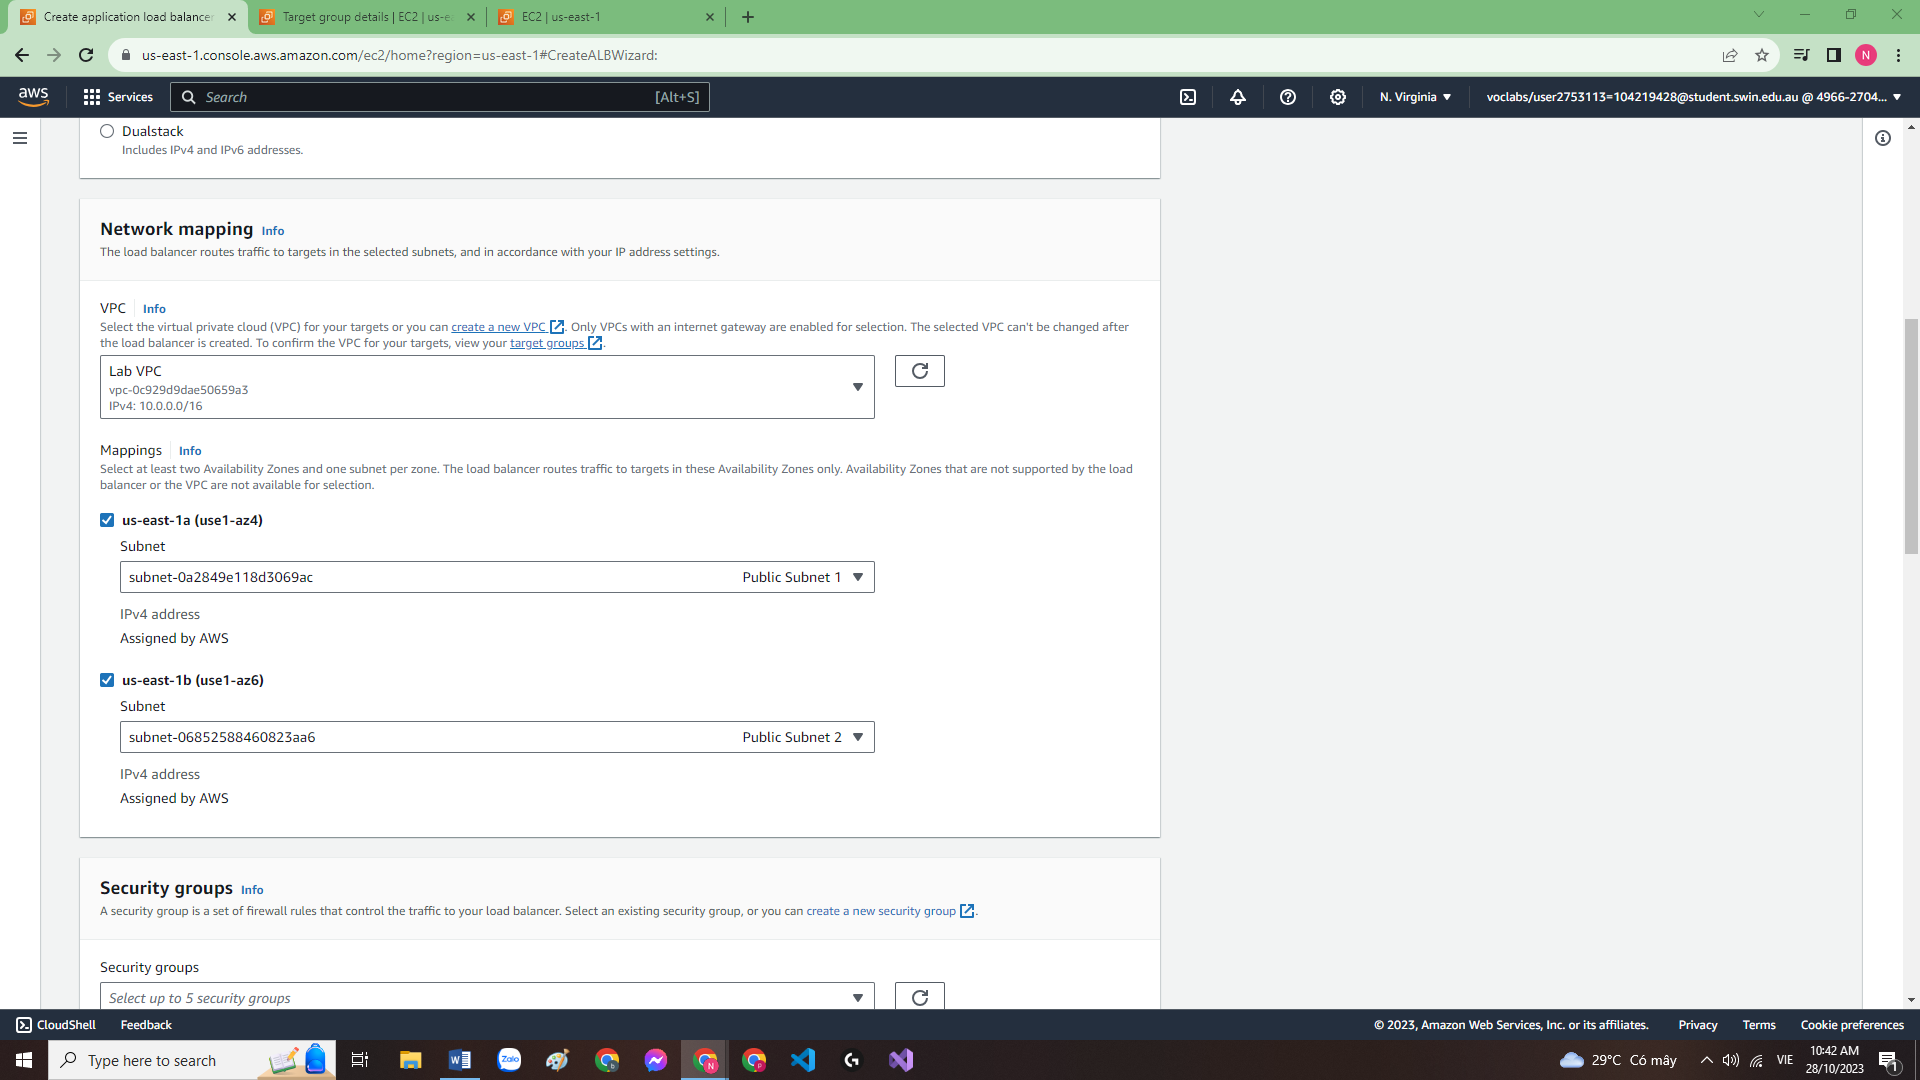 Create application load balancer
Target group details | EC2 | us-ea
EC2 | us-east-1
us-east-1.console.aws.amazon.com/ec2/home?region=us-east-1#CreateALBWizard:
N
aws
Services
Search
[Alt+S]
N. Virginia
voclabs/user2753113=104219428@student.swin.edu.au @ 4966-2704...
Dualstack
Includes IPv4 and IPv6 addresses.
Network mapping Info
The load balancer routes traffic to targets in the selected subnets, and in accordance with your IP address settings.
VPC Info
Select the virtual private cloud (VPC) for your targets or you can create a new VPC. Only VPCs with an internet gateway are enabled for selection. The selected VPC can't be changed after
the load balancer is created. To confirm the VPC for your targets, view your target groups.
Lab VPC
vpc-0c929d9dae50659a3
IPv4: 10.0.0.0/16
Mappings Info
Select at least two Availability Zones and one subnet per zone. The load balancer routes traffic to targets in these Availability Zones only. Availability Zones that are not supported by the load
balancer or the VPC are not available for selection.
us-east-1a (use1-az4)
Subnet
subnet-0a2849e118d3069ac Public Subnet 1
IPv4 address
Assigned by AWS
us-east-1b (use1-az6)
Subnet
subnet-06852588460823aa6 Public Subnet 2
IPv4 address
Assigned by AWS
Security groups Info
A security group is a set of firewall rules that control the traffic to your load balancer. Select an existing security group, or you can create a new security group.
Security groups
Select up to 5 security groups
CloudShell Feedback © 2023, Amazon Web Services, Inc. or its affiliates. Privacy Terms Cookie preferences
Type here to search
Zalo
29°C Có mây
VIE
10:42 AM
28/10/2023
1